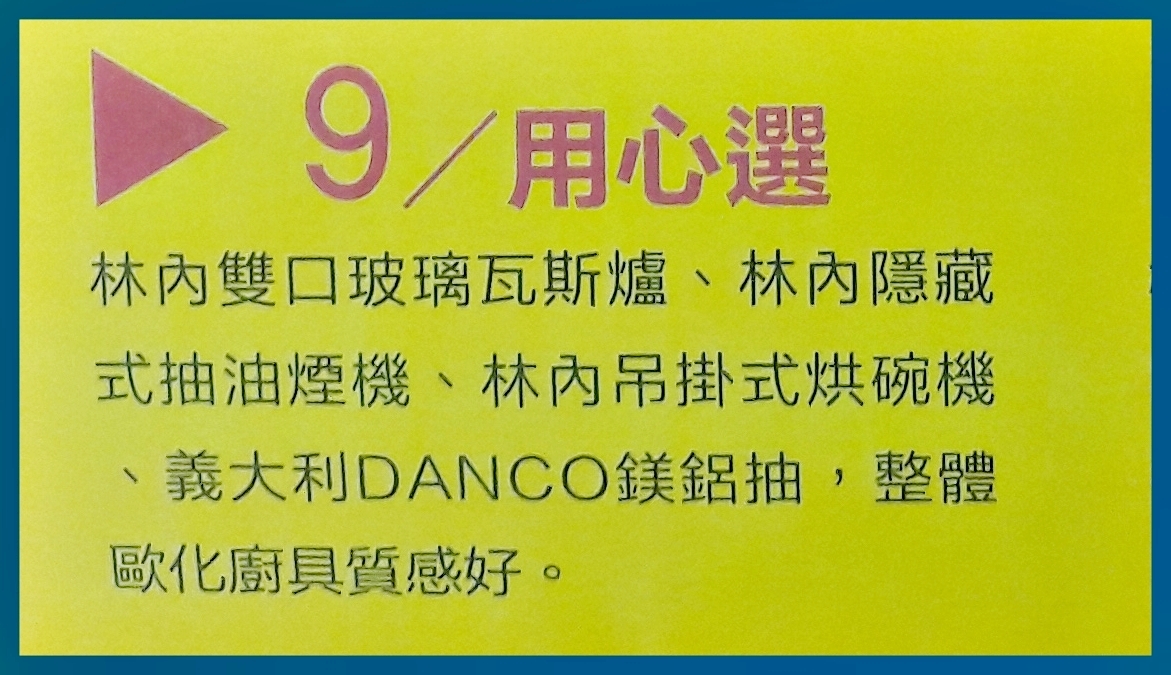 ▶ 9／用心選
林內雙口玻璃瓦斯爐、林內隱藏
式抽油煙機、林內吊掛式烘碗機
、義大利DANCO鎂鋁抽，整體
歐化廚具質感好。